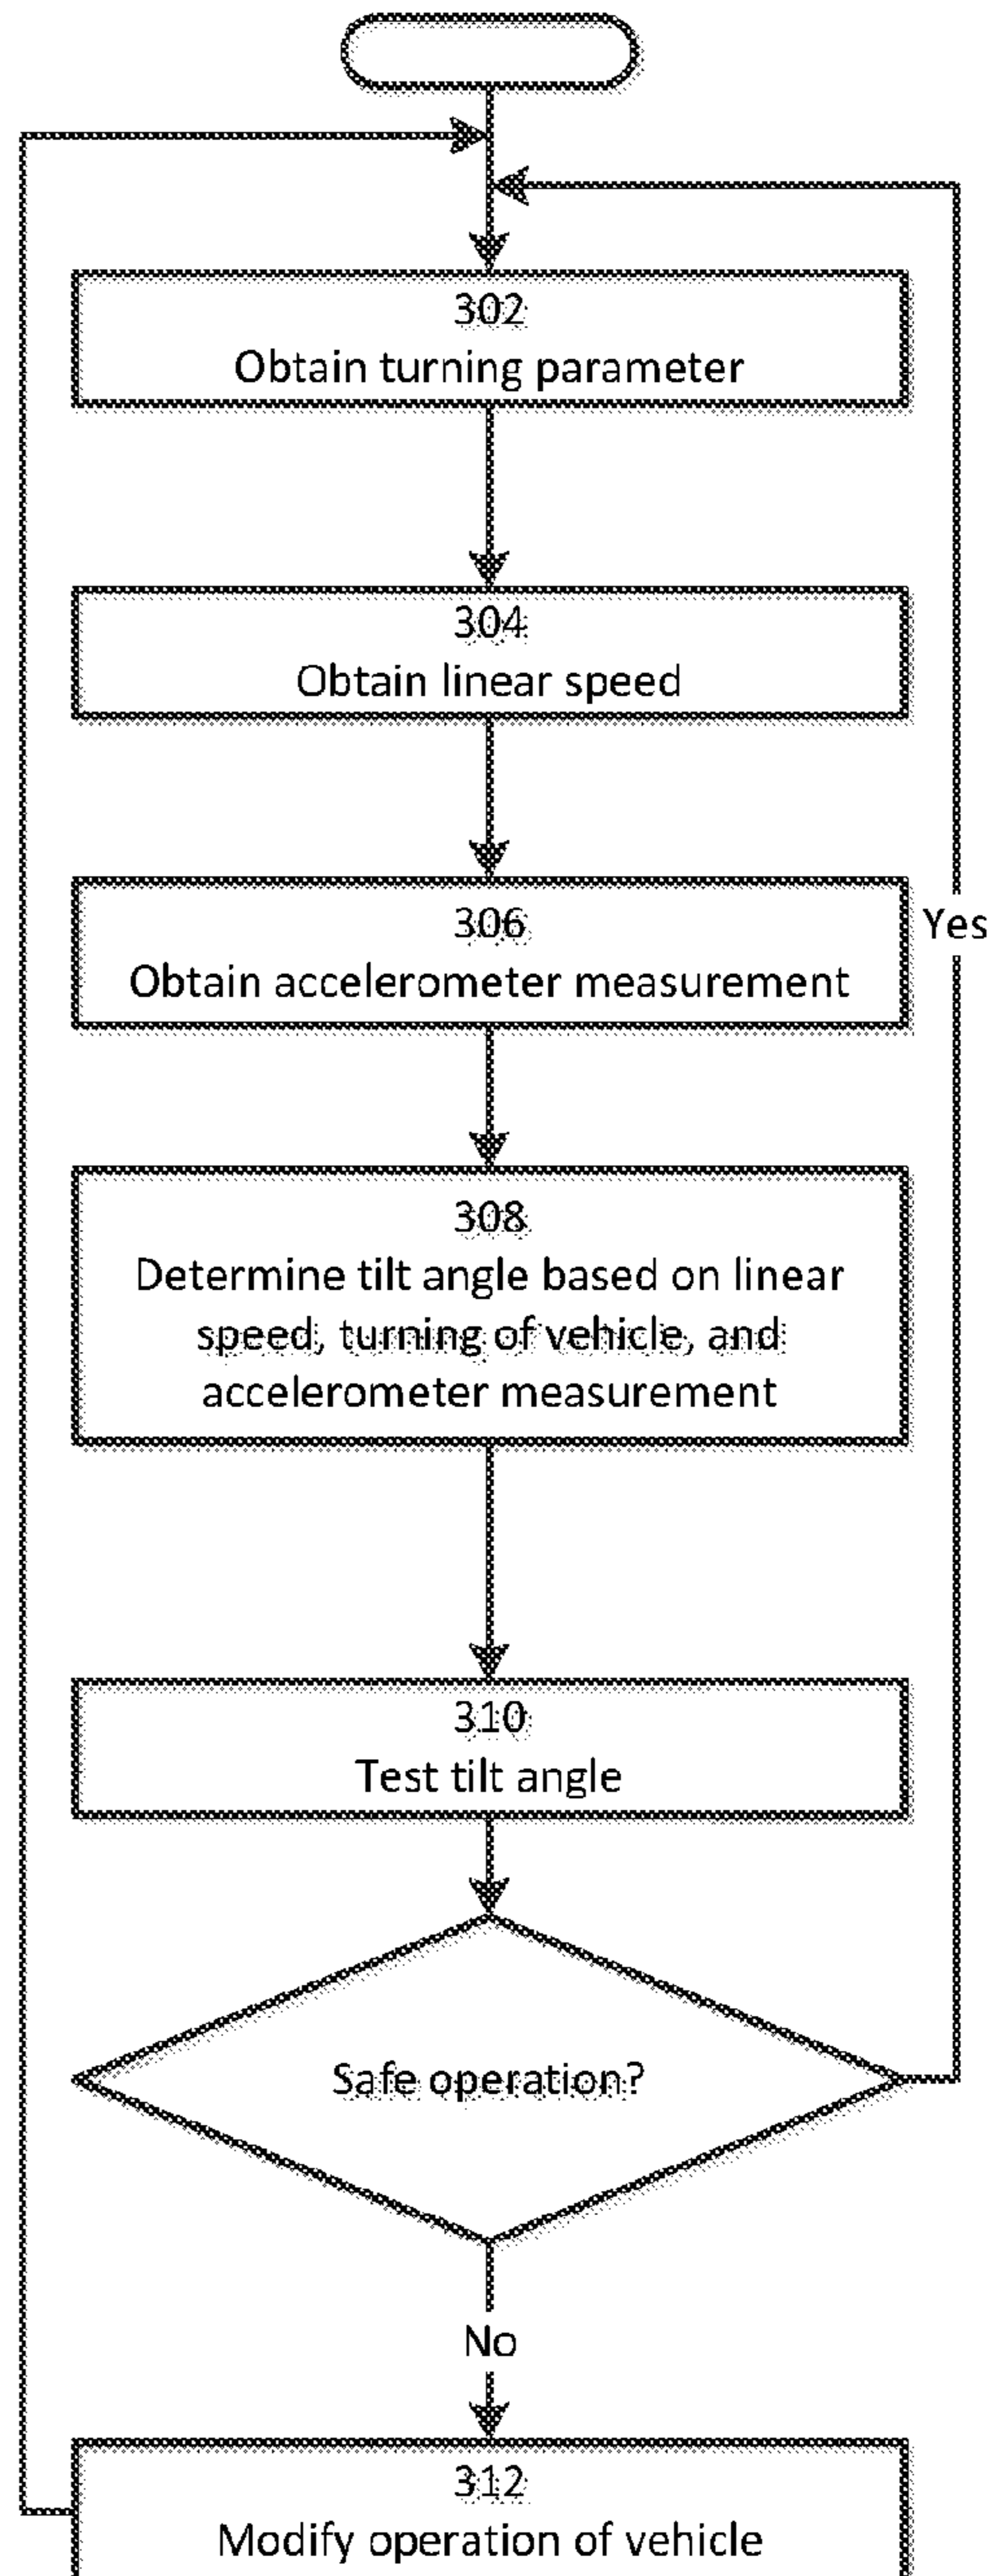 302
Obtain turning parameter
304
Obtain linear speed
306
Obtain accelerometer measurement
Yes
308
Determine tilt angle based on linear
speed, turning of vehicle, and
accelerometer measurement
310
Test tilt angle
Safe operation?
No
312
Modify operation of vehicle